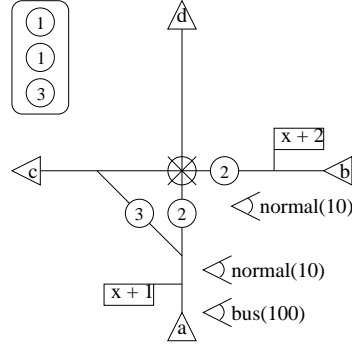 1
d
1
3
x + 2
c
2
b
3
2
normal(10)
normal(10)
x + 1
bus(100)
a